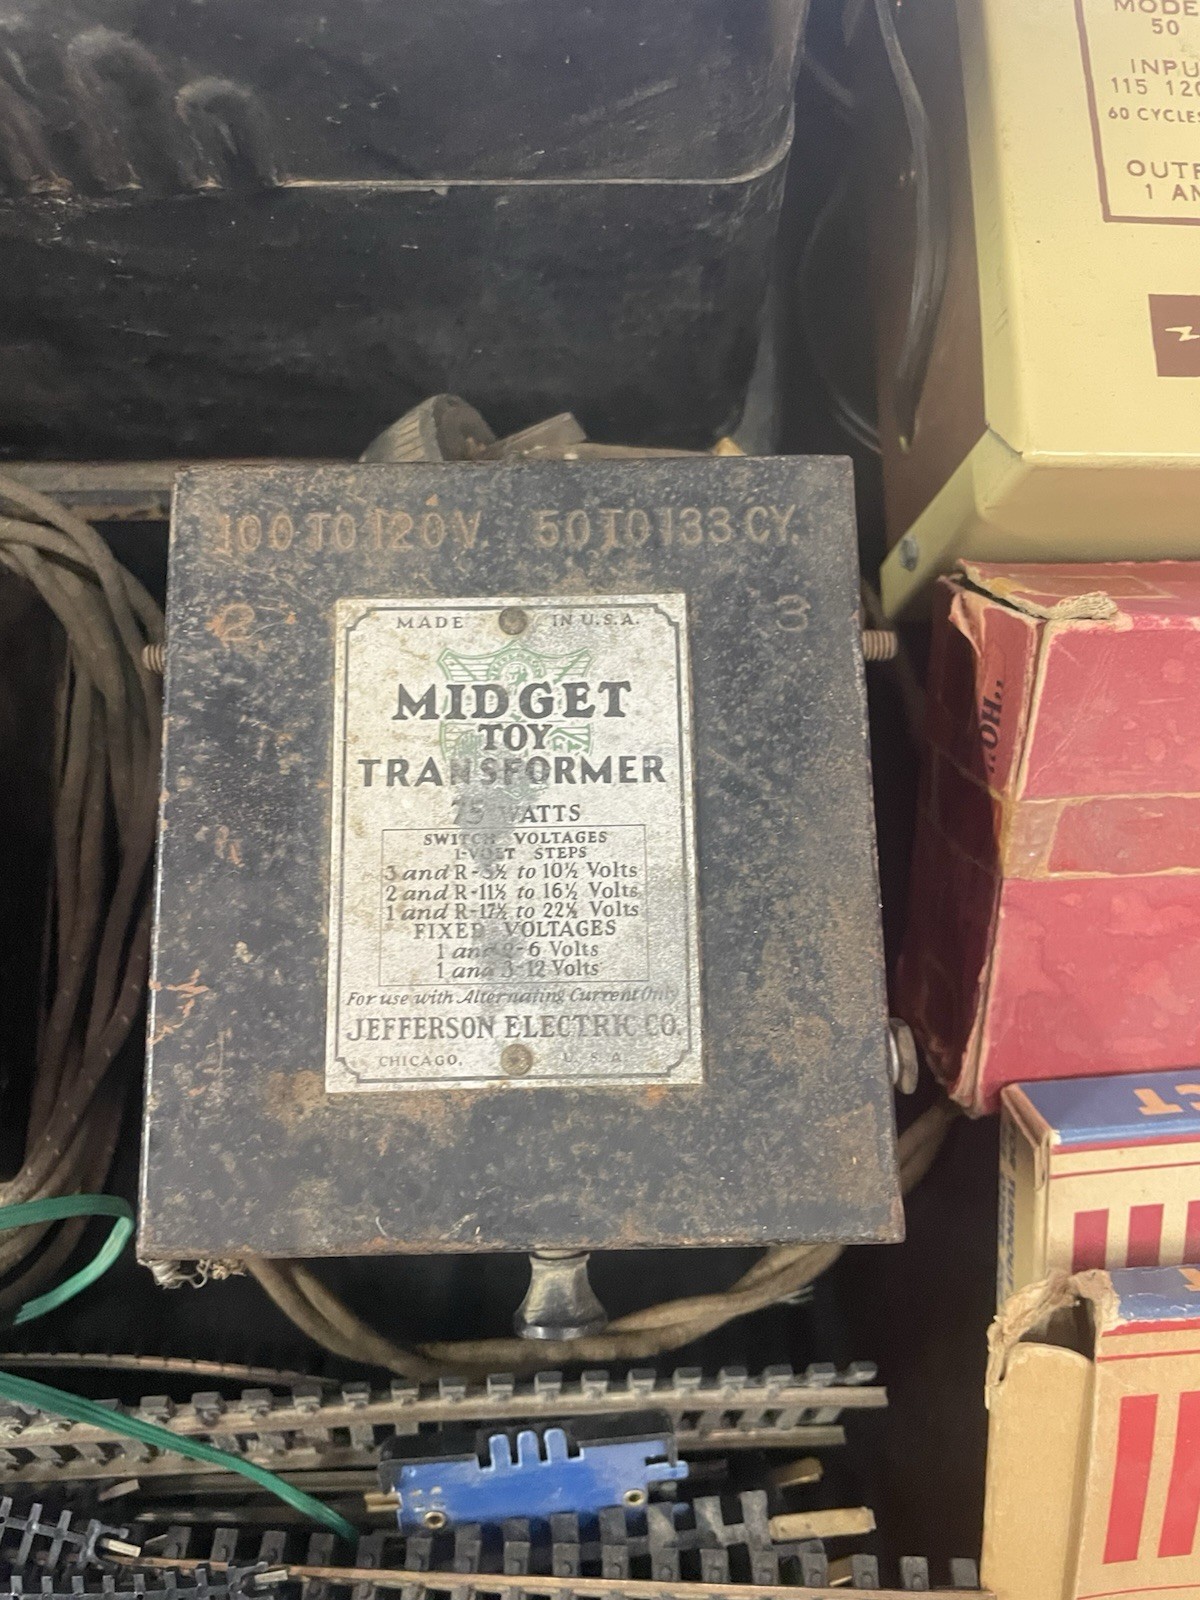 MODE
50
INPU
115 120
60 CYCLES
OUTP
1 AM
100 TO 120 V. 50 TO 133 CY.
2
3
MADE IN U.S.A.
MIDGET
TOY
TRANSFORMER
75 WATTS
SWITCH VOLTAGES
1-VOLT STEPS
3 and R-5½ to 10½ Volts
2 and R-11½ to 16½ Volts
1 and R-17½ to 22½ Volts
FIXED VOLTAGES
1 and 2-6 Volts
1 and 3-12 Volts
For use with Alternating Current Only
JEFFERSON ELECTRIC CO.
CHICAGO, U. S. A.
OH.,
CT